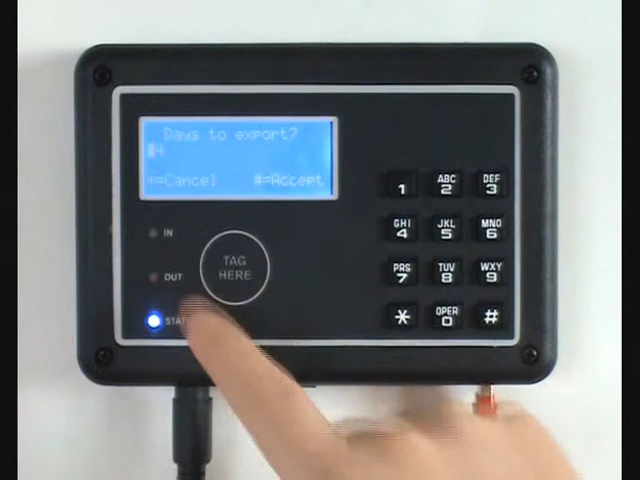 Days to export?
*=Cancel #=Accept
IN
OUT
TAG
HERE
1
ABC
2
DEF
3
GHI
4
JKL
5
MNO
6
PRS
7
TUV
8
WXY
9
*
OPER
0
#